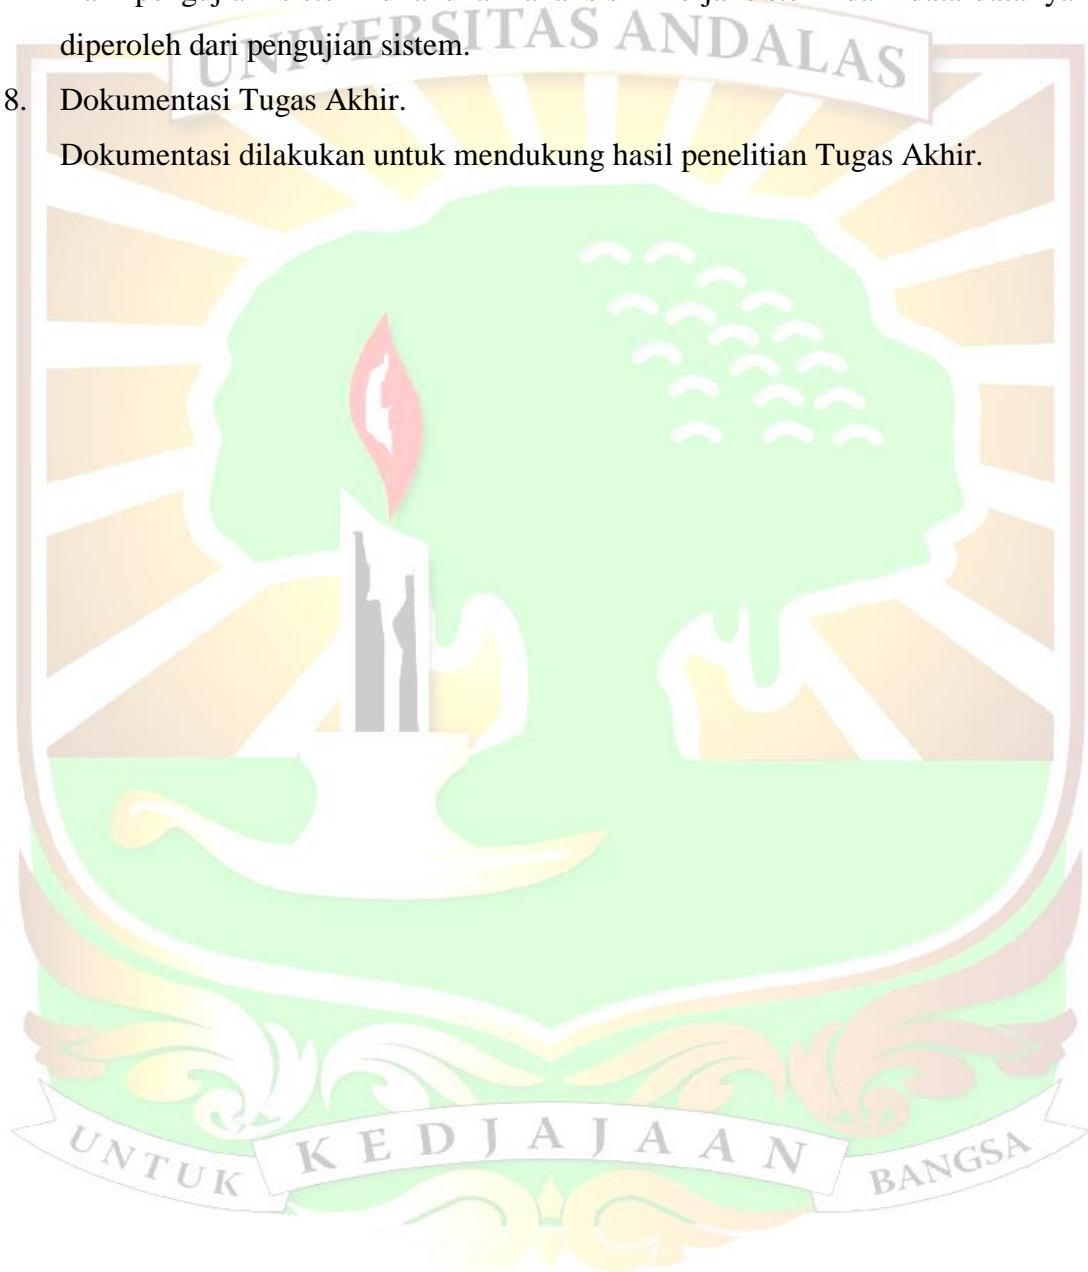 UNIVERSITAS ANDALAS
diperoleh dari pengujian sistem.
8. Dokumentasi Tugas Akhir.
Dokumentasi dilakukan untuk mendukung hasil penelitian Tugas Akhir.
UNTUK KEDJAJAAN BANGSA